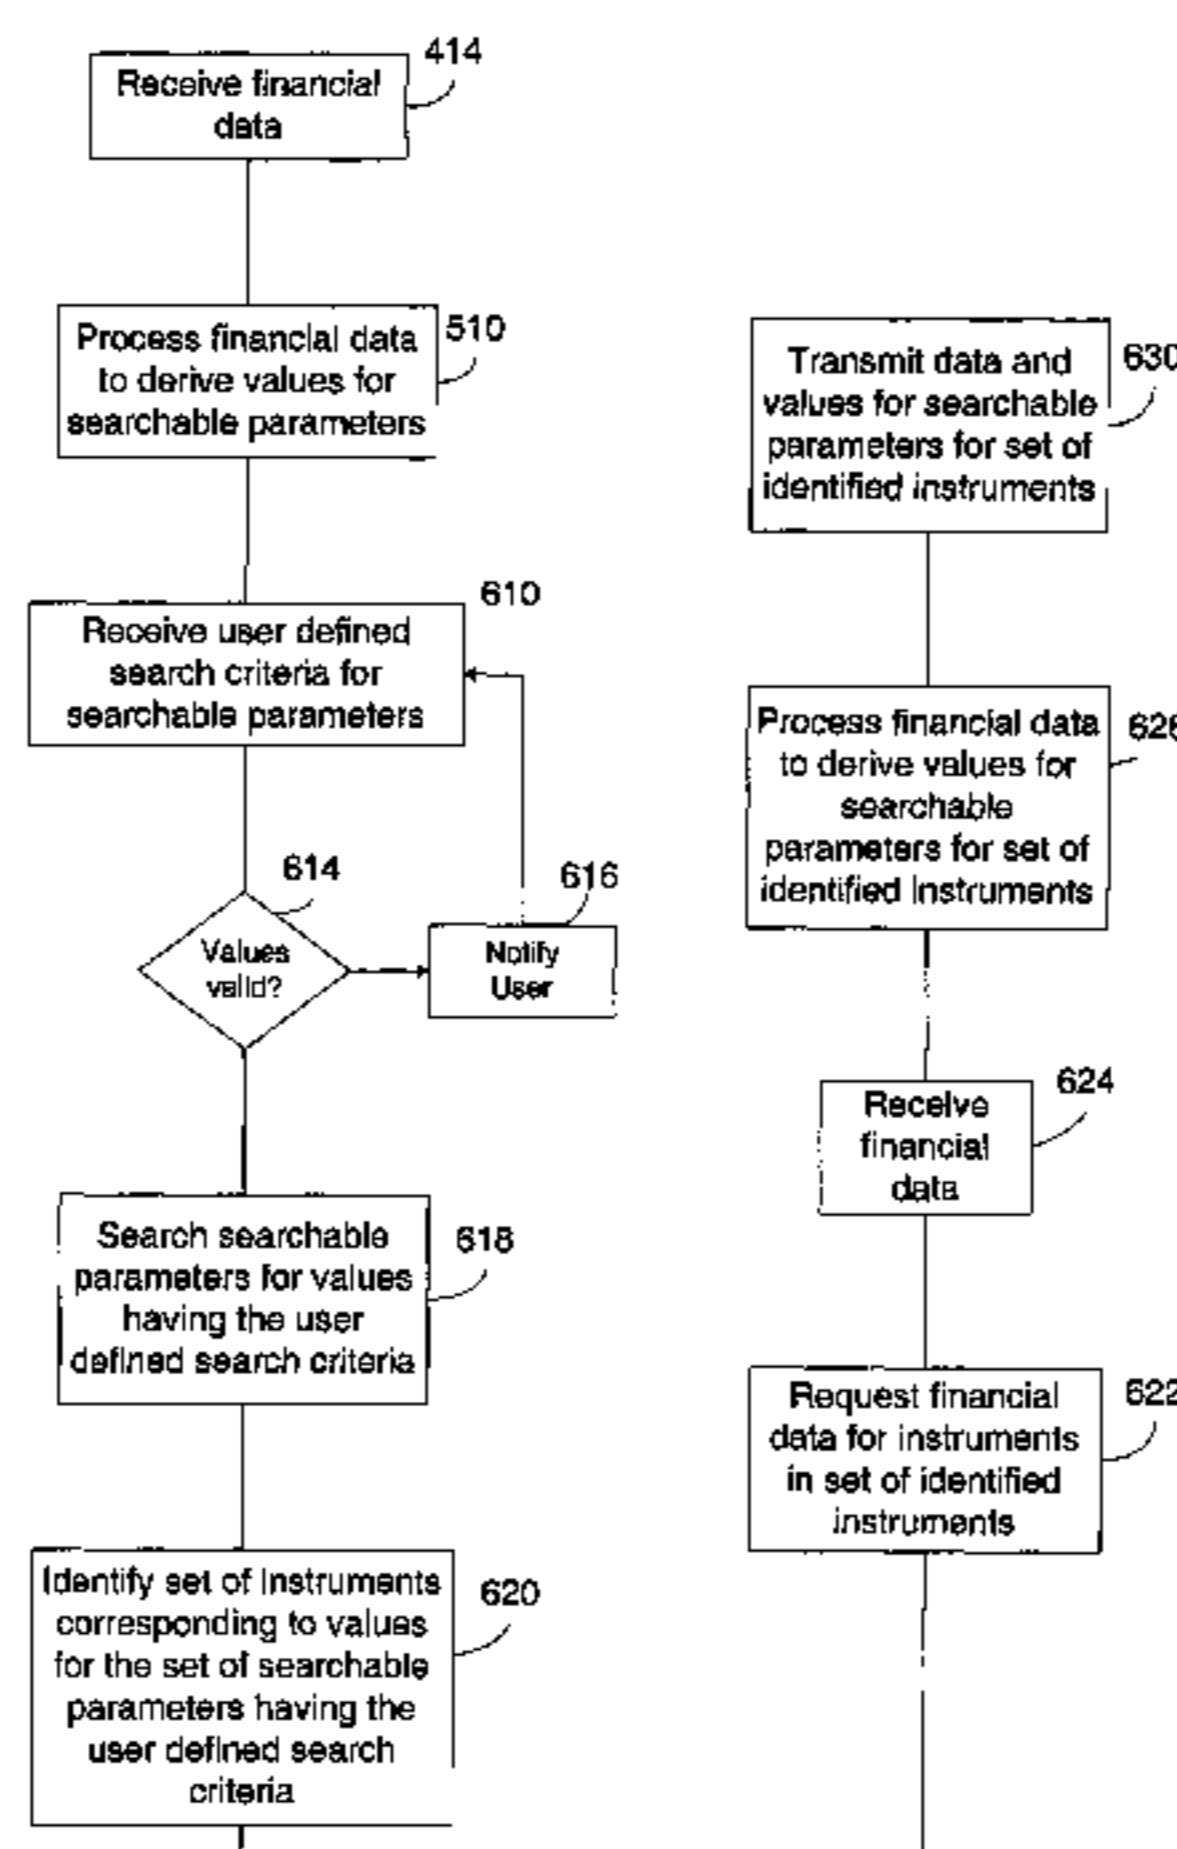 414
Receive financial
data
510
Process financial data
to derive values for
searchable parameters
610
Receive user defined
search criteria for
searchable parameters
614
Values
valid?
616
Notify
User
618
Search searchable
parameters for values
having the user
defined search criteria
620
Identify set of Instruments
corresponding to values
for the set of searchable
parameters having the
user defined search
criteria
630
Transmit data and
values for searchable
parameters for set of
identified instruments
626
Process financial data
to derive values for
searchable
parameters for set of
identified Instruments
624
Receive
financial
data
622
Request financial
data for instruments
in set of identified
instruments